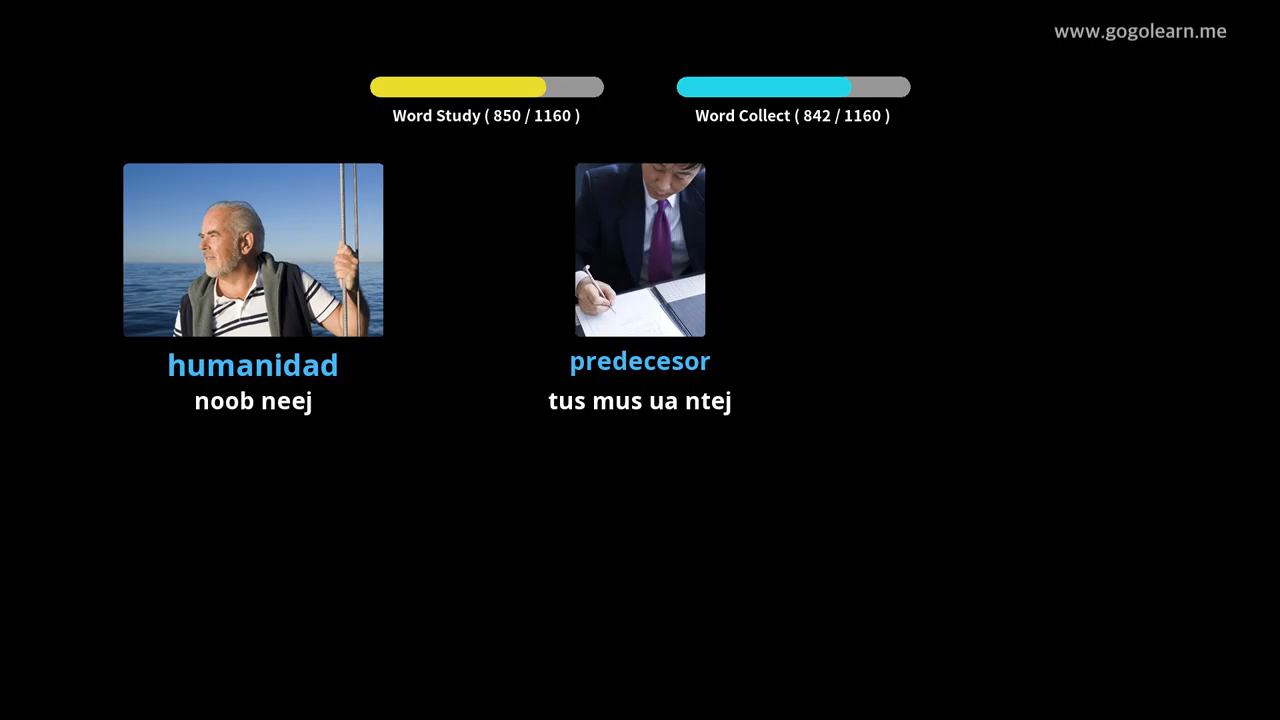 www.gogolearn.me
Word Study ( 850 / 1160 )
Word Collect ( 842 / 1160 )
humanidad
noob neej
predecesor
tus mus ua ntej